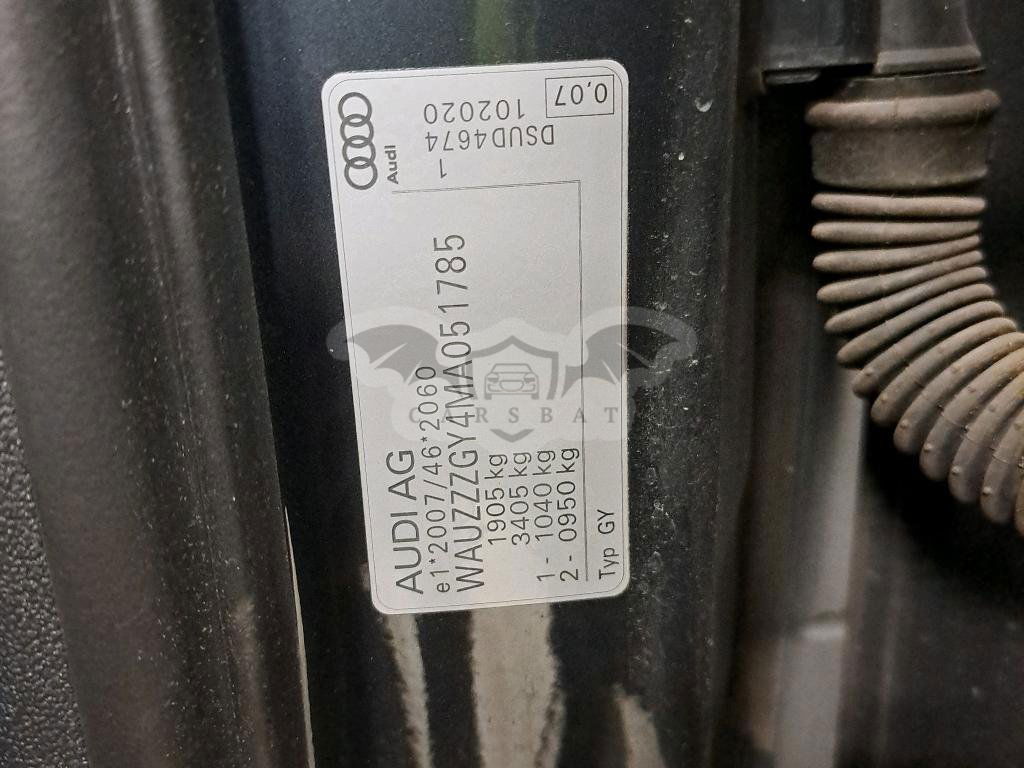 AUDI AG
e1*2007/46*2060
WAUZZZGY4MA051785
1905 kg
3405 kg
1 - 1040 kg
2 - 0950 kg
Typ GY
Audi
102020
DSUD4674
0,07
CARSBAT